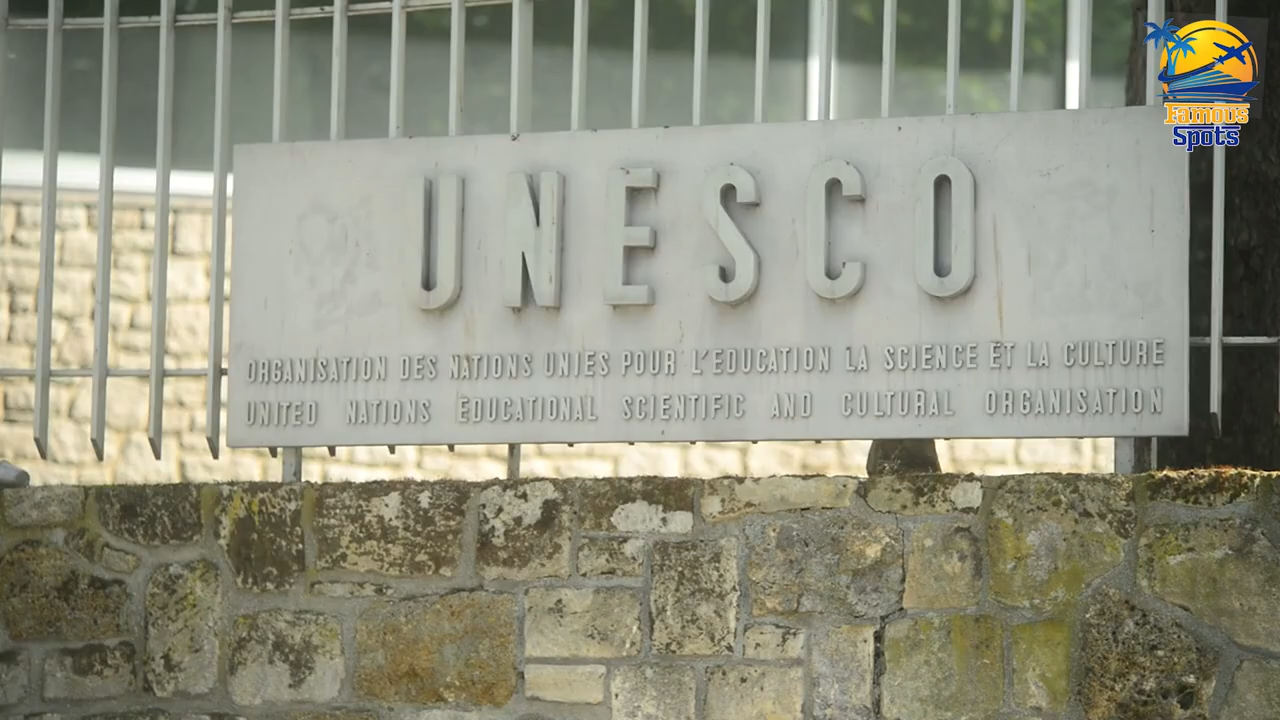 Famous
Spots
UNESCO
ORGANISATION DES NATIONS UNIES POUR L'EDUCATION LA SCIENCE ET LA CULTURE
UNITED NATIONS EDUCATIONAL SCIENTIFIC AND CULTURAL ORGANISATION